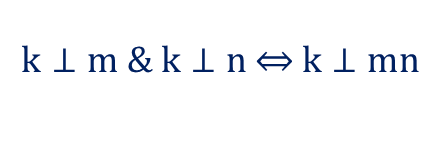 k ⊥ m & k ⊥ n ⇔ k ⊥ mn